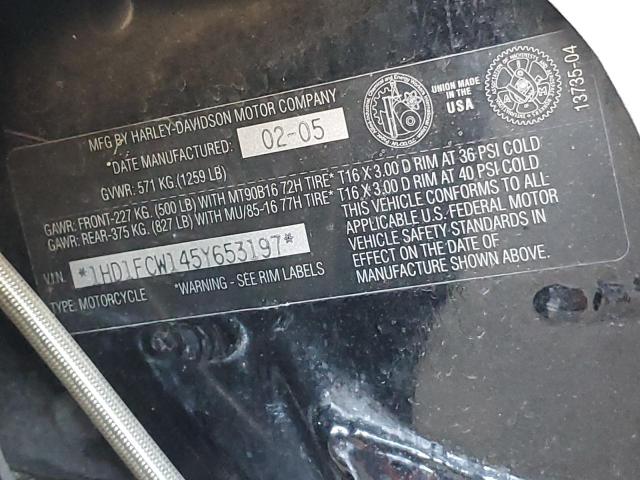 MFG BY HARLEY-DAVIDSON MOTOR COMPANY
*DATE MANUFACTURED: 02-05
GVWR: 571 KG.(1259 LB)
GAWR: FRONT-227 KG. (500 LB) WITH MT90B16 72H TIRE* T16 X 3.00 D RIM AT 36 PSI COLD
GAWR: REAR-375 KG. (827 LB) WITH MU/85-16 77H TIRE* T16 X 3.00 D RIM AT 40 PSI COLD
THIS VEHICLE CONFORMS TO ALL
APPLICABLE U.S. FEDERAL MOTOR
VEHICLE SAFETY STANDARDS IN
EFFECT ON THE DATE OF
MANUFACTURE SHOWN ABOVE.
VIN *1HD1FCW145Y653197*
TYPE: MOTORCYCLE *WARNING - SEE RIM LABELS
UNION MADE
IN THE
USA
13735-04